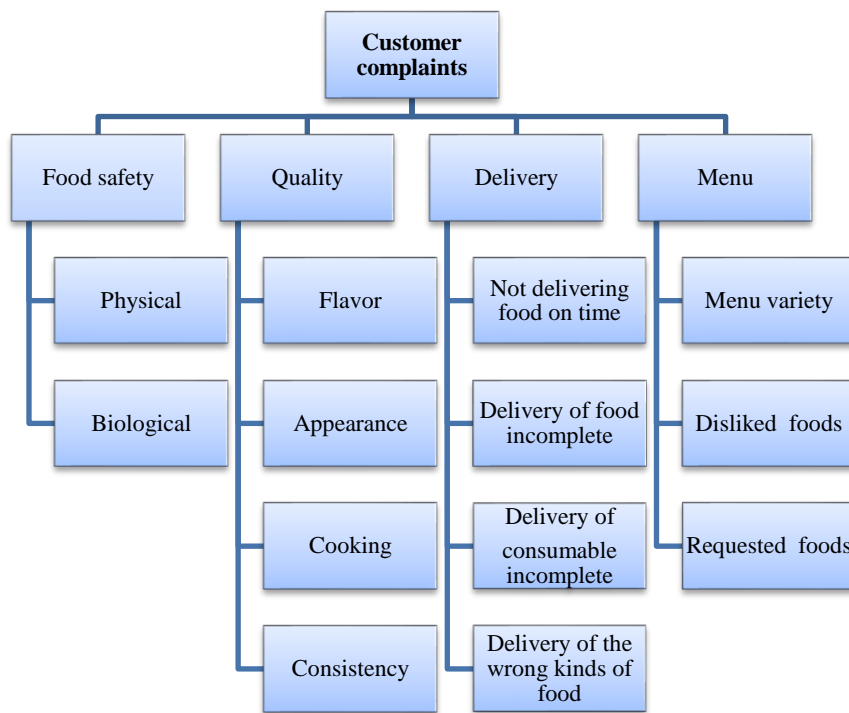 Customer
complaints
Food safety
Quality
Delivery
Menu
Physical
Flavor
Not delivering
food on time
Menu variety
Biological
Appearance
Delivery of food
incomplete
Disliked foods
Cooking
Delivery of
consumable
incomplete
Requested foods
Consistency
Delivery of the
wrong kinds of
food